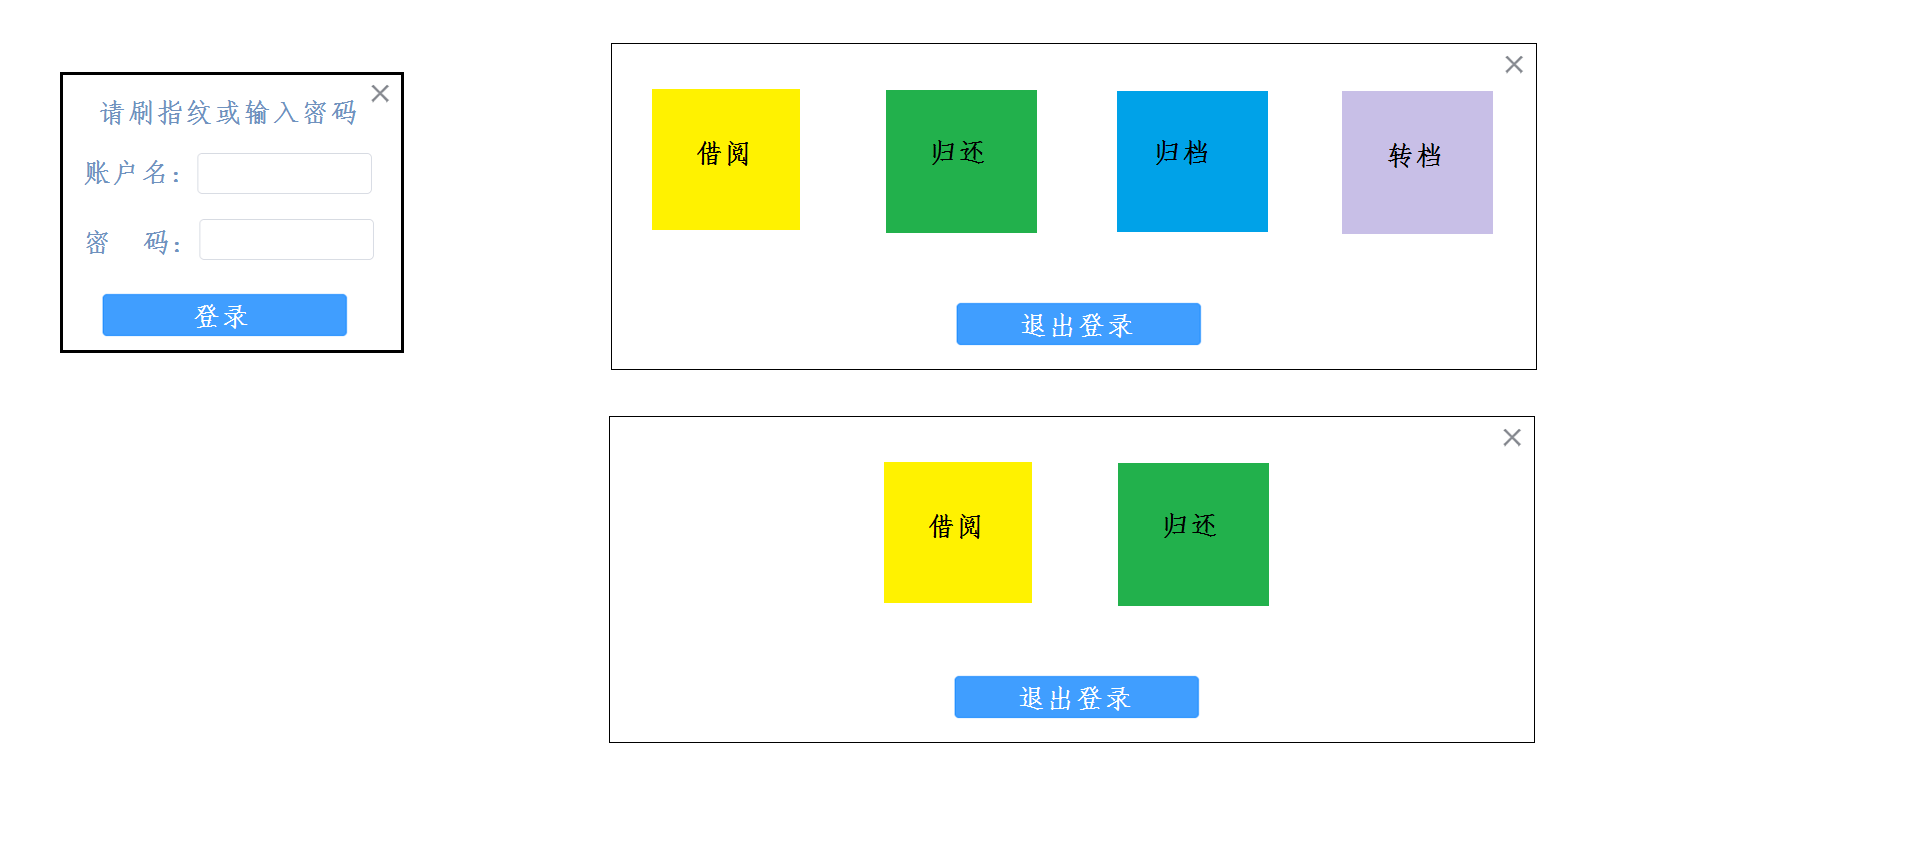 请刷指纹或输入密码
账户名：
密 码：
登录
借阅 归还 归档 转档
退出登录
借阅 归还
退出登录